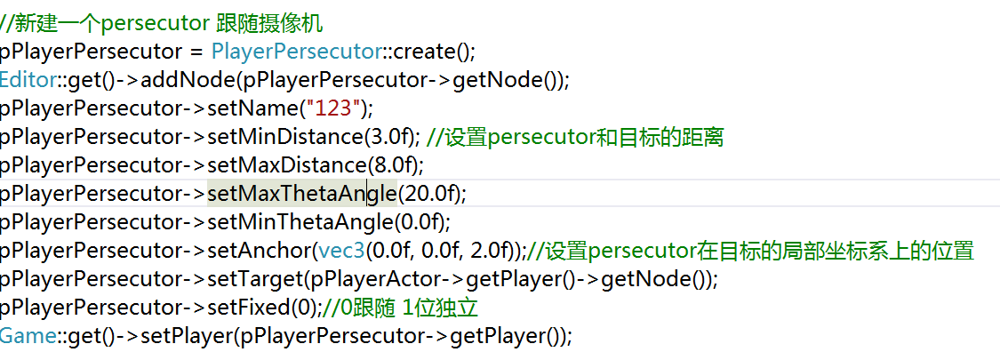 //新建一个persecutor 跟随摄像机
pPlayerPersecutor = PlayerPersecutor::create();
Editor::get()->addNode(pPlayerPersecutor->getNode());
pPlayerPersecutor->setName("123");
pPlayerPersecutor->setMinDistance(3.0f); //设置persecutor和目标的距离
pPlayerPersecutor->setMaxDistance(8.0f);
pPlayerPersecutor->setMaxThetaAngle(20.0f);
pPlayerPersecutor->setMinThetaAngle(0.0f);
pPlayerPersecutor->setAnchor(vec3(0.0f, 0.0f, 2.0f));//设置persecutor在目标的局部坐标系上的位置
pPlayerPersecutor->setTarget(pPlayerActor->getPlayer()->getNode());
pPlayerPersecutor->setFixed(0);//0跟随 1位独立
Game::get()->setPlayer(pPlayerPersecutor->getPlayer());